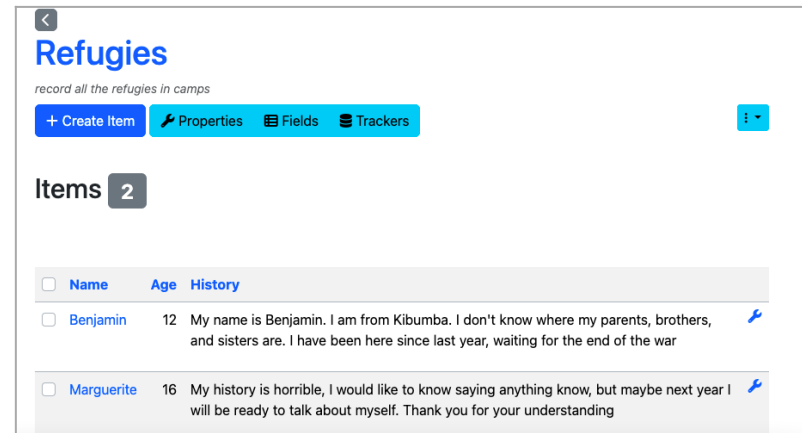 Refugies
record all the refugies in camps
+ Create Item Properties Fields Trackers
Items 2
Name Age History
Benjamin 12 My name is Benjamin. I am from Kibumba. I don't know where my parents, brothers,
and sisters are. I have been here since last year, waiting for the end of the war
Marguerite 16 My history is horrible, I would like to know saying anything know, but maybe next year I
will be ready to talk about myself. Thank you for your understanding